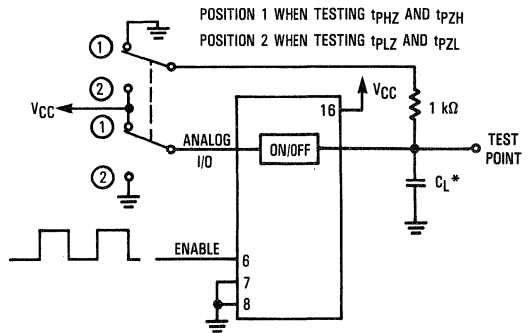 POSITION 1 WHEN TESTING tPHZ AND tPZH
POSITION 2 WHEN TESTING tPLZ AND tPZL
1
2
VCC
1
2
VCC
16
1 kΩ
ANALOG
I/O
ON/OFF
TEST
POINT
CL*
ENABLE
6
7
8